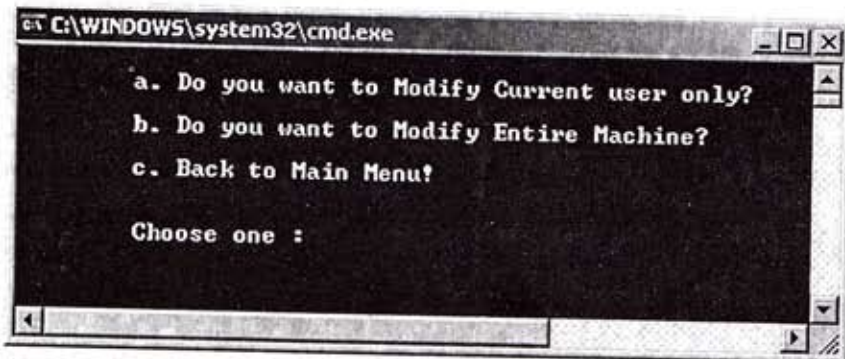 C:\WINDOWS\system32\cmd.exe
a. Do you want to Modify Current user only?
b. Do you want to Modify Entire Machine?
c. Back to Main Menu!
Choose one :